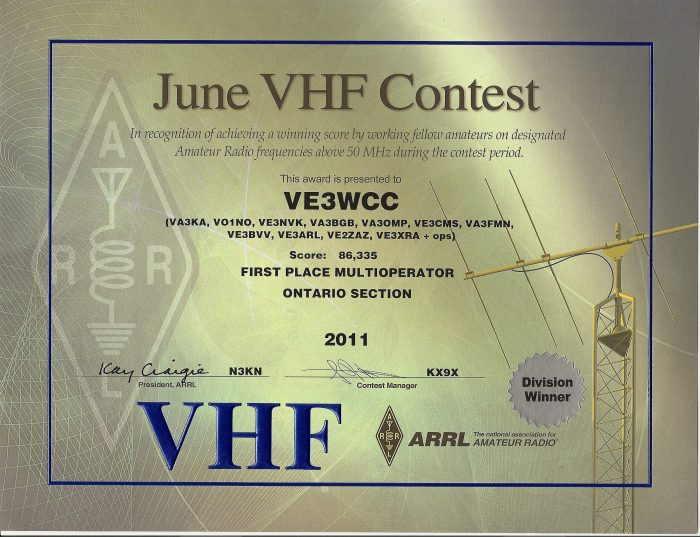 June VHF Contest
In recognition of achieving a winning score by working fellow amateurs on designated
Amateur Radio frequencies above 50 MHz during the contest period.
This award is presented to
VE3WCC
(VA3KA, VO1NO, VE3NVK, VA3BGB, VA3OMP, VE3CMS, VA3FMN,
VE3BVV, VE3ARL, VE2ZAZ, VE3XRA + ops)
Score: 86,335
FIRST PLACE MULTIOPERATOR
ONTARIO SECTION
2011
Kay Craigie N3KN
President, ARRL
KX9X
Contest Manager
Division
Winner
VHF
ARRL The national association for
AMATEUR RADIO®
A
R R
L
A
R R
L